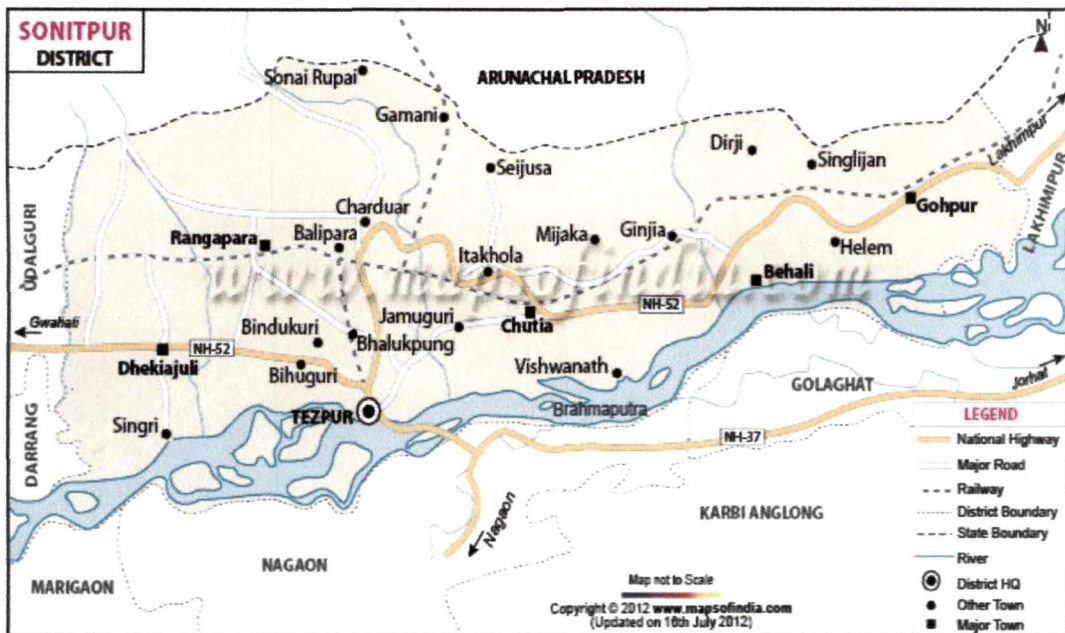 SONITPUR
DISTRICT
N
ARUNACHAL PRADESH
Sonai Rupai
Gamani
Seijusa
Dirji
Singlijan
Lakhimpur
LAKHIMIPUR
Gohpur
Charduar
Rangapara
Balipara
Itakhola
Mijaka
Ginjia
Helem
Behali
UDALGURI
www.mapsofindia.com
Gwahati
NH-52
Dhekiajuli
Bindukuri
Bhalukpung
Jamuguri
Chutia
NH-52
Bihuguri
Vishwanath
GOLAGHAT
Jorhat
TEZPUR
Brahmaputra
Singri
DARRANG
NH-37
Nagaon
NAGAON
MARIGAON
KARBI ANGLONG
LEGEND
National Highway
Major Road
Railway
District Boundary
State Boundary
River
District HQ
Other Town
Major Town
Map not to Scale
Copyright © 2012 www.mapsofindia.com
(Updated on 16th July 2012)